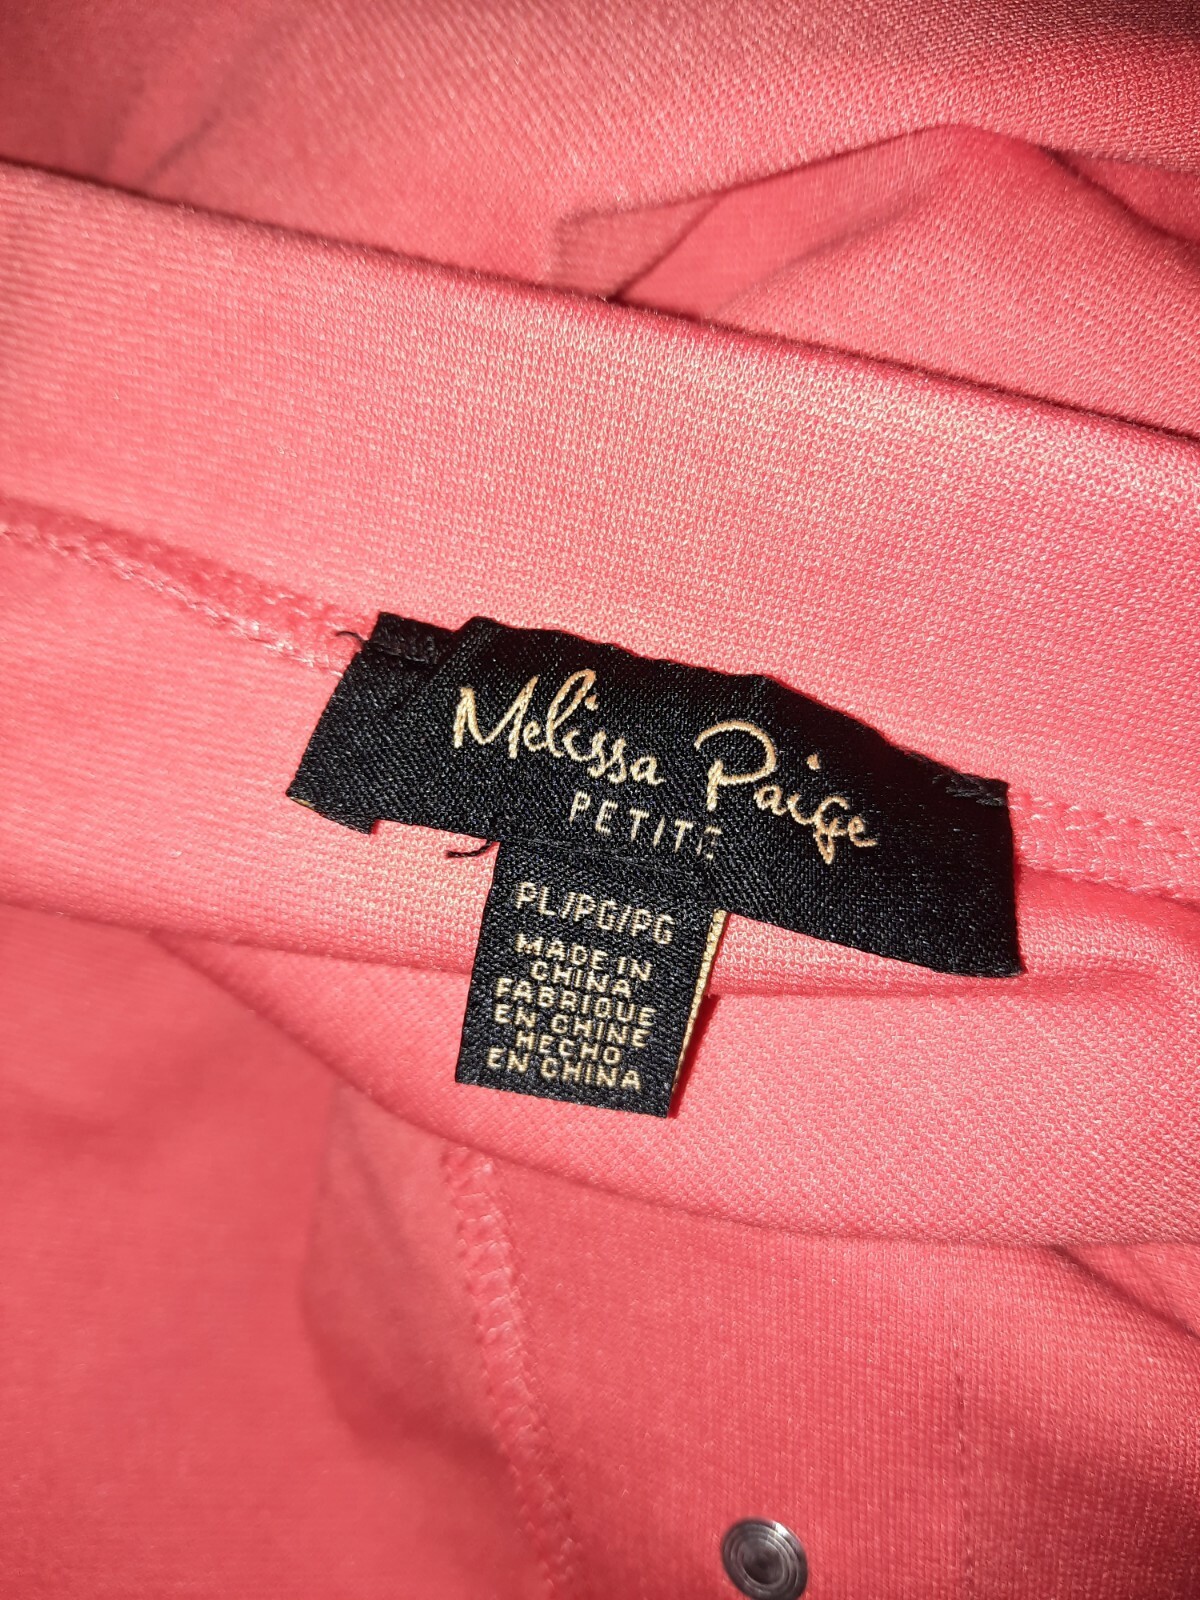 Melissa Paige
PETITE
PL/PG/PG
MADE IN
CHINA
FABRIQUE
EN CHINE
HECHO
EN CHINA